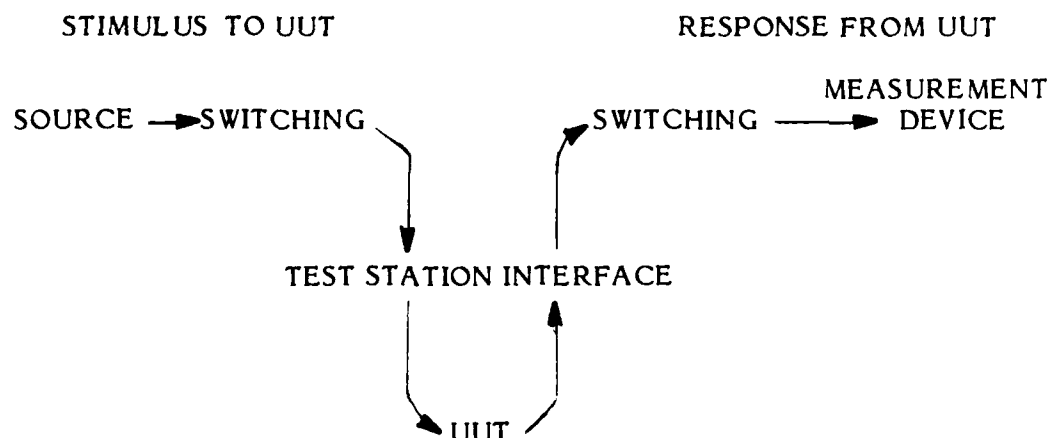 STIMULUS TO UUT
RESPONSE FROM UUT
SOURCE
SWITCHING
SWITCHING
MEASUREMENT
DEVICE
TEST STATION INTERFACE
UUT